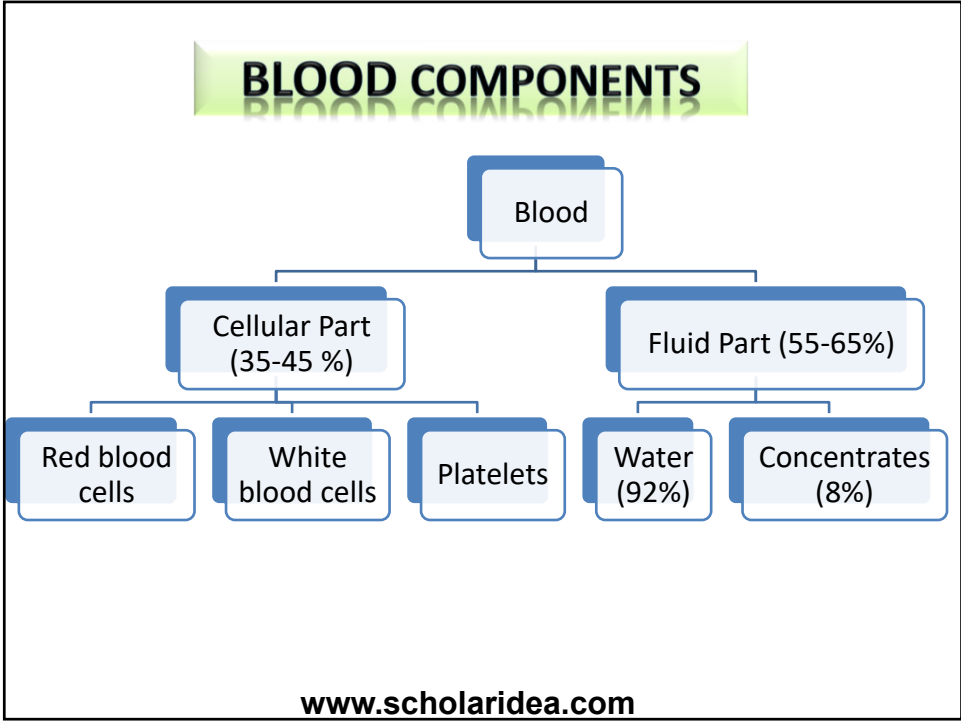 BLOOD COMPONENTS
Blood
Cellular Part
(35-45 %)
Fluid Part (55-65%)
Red blood
cells
White
blood cells
Platelets
Water
(92%)
Concentrates
(8%)
www.scholaridea.com